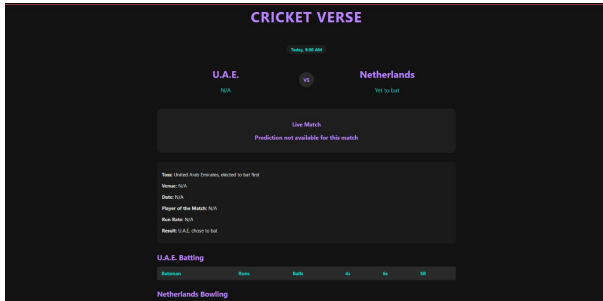 CRICKET VERSE
Today, 9:00 AM
U.A.E.
VS
Netherlands
N/A
Yet to bat
Live Match
Prediction not available for this match
Toss: United Arab Emirates, elected to bat first
Venue: N/A
Date: N/A
Player of the Match: N/A
Run Rate: N/A
Result: U.A.E. chose to bat
U.A.E. Batting
Batsman Runs Balls 4s 6s SR
Netherlands Bowling